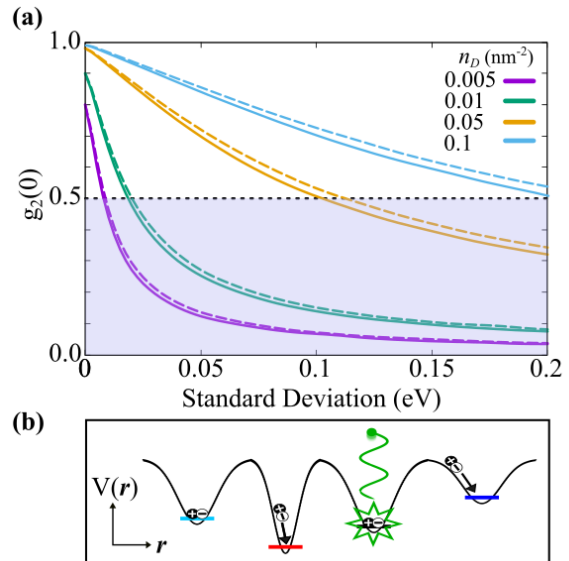 (a)
1.0
0.5
0.0
g₂(0)
n_D (nm⁻²)
0.005
0.01
0.05
0.1
0 0.05 0.1 0.15 0.2
Standard Deviation (eV)
(b)
V(r)
r
+−
+−
+−
+−